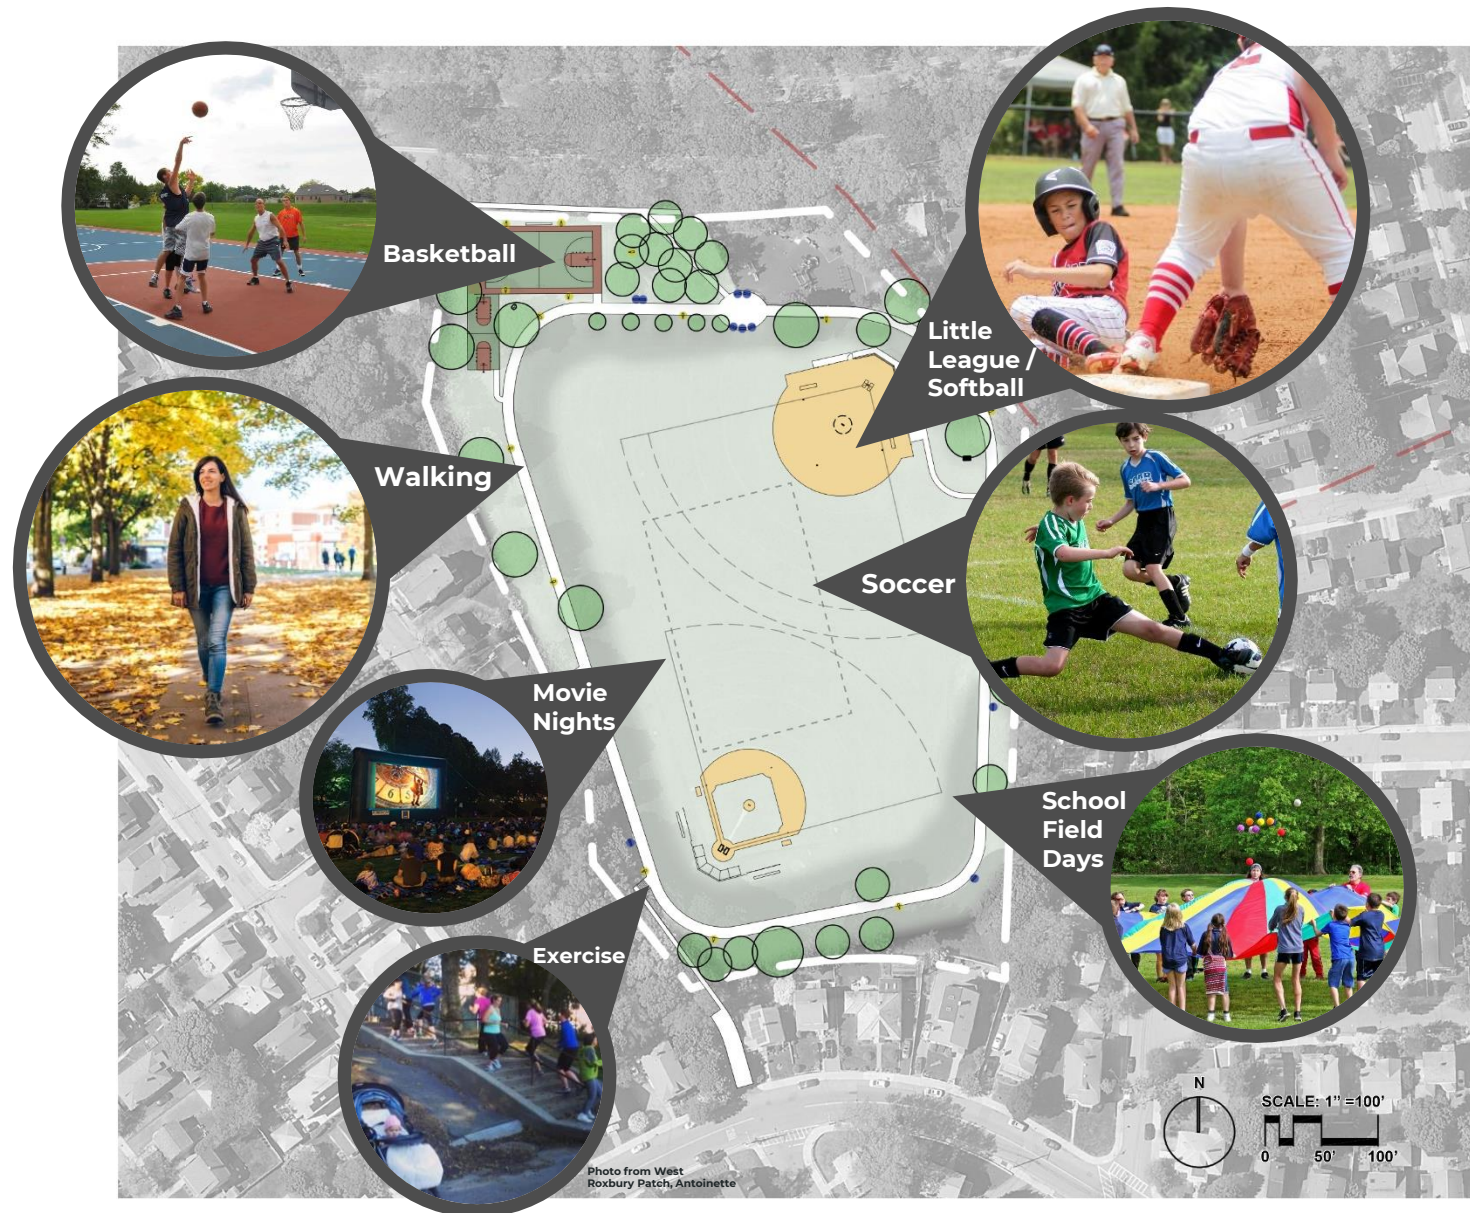 Basketball
Little
League /
Softball
Walking
Soccer
Movie
Nights
School
Field
Days
Exercise
N
SCALE: 1” =100’
0 50’ 100’
Photo from West
Roxbury Patch, Antoinette